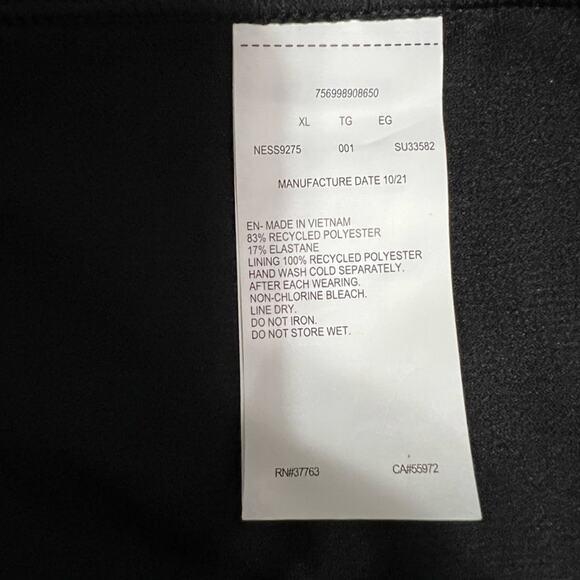 756998908650
XL TG EG
NESS9275 001 SU33582
MANUFACTURE DATE 10/21
EN- MADE IN VIETNAM
83% RECYCLED POLYESTER
17% ELASTANE
LINING 100% RECYCLED POLYESTER
HAND WASH COLD SEPARATELY.
AFTER EACH WEARING.
NON-CHLORINE BLEACH.
LINE DRY.
DO NOT IRON.
DO NOT STORE WET.
RN#37763 CA#55972